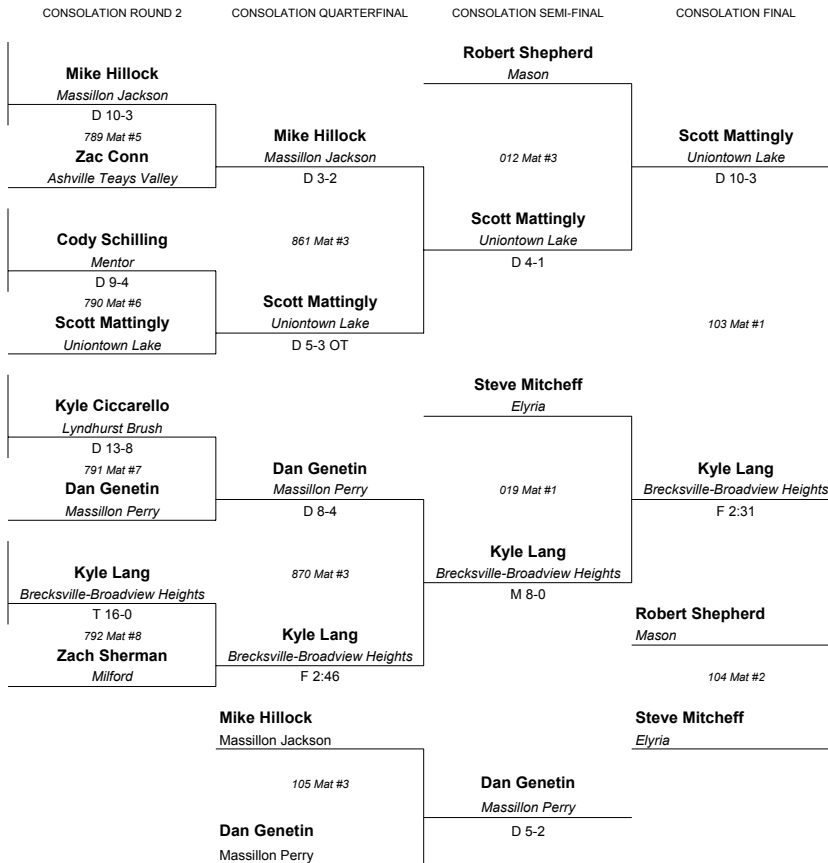 CONSOLATION ROUND 2 CONSOLATION QUARTERFINAL CONSOLATION SEMI-FINAL CONSOLATION FINAL
Robert Shepherd
Mason
Mike Hillock
Massillon Jackson
D 10-3
789 Mat #5
Zac Conn
Ashville Teays Valley
Mike Hillock
Massillon Jackson
D 3-2
012 Mat #3
Scott Mattingly
Uniontown Lake
D 10-3
Cody Schilling
Mentor
D 9-4
790 Mat #6
Scott Mattingly
Uniontown Lake
861 Mat #3
Scott Mattingly
Uniontown Lake
D 4-1
Scott Mattingly
Uniontown Lake
D 5-3 OT
103 Mat #1
Kyle Ciccarello
Lyndhurst Brush
D 13-8
791 Mat #7
Dan Genetin
Massillon Perry
Steve Mitcheff
Elyria
Dan Genetin
Massillon Perry
D 8-4
019 Mat #1
Kyle Lang
Brecksville-Broadview Heights
F 2:31
Kyle Lang
Brecksville-Broadview Heights
T 16-0
792 Mat #8
Zach Sherman
Milford
870 Mat #3
Kyle Lang
Brecksville-Broadview Heights
M 8-0
Kyle Lang
Brecksville-Broadview Heights
F 2:46
Robert Shepherd
Mason
104 Mat #2
Steve Mitcheff
Elyria
Mike Hillock
Massillon Jackson
105 Mat #3
Dan Genetin
Massillon Perry
Dan Genetin
Massillon Perry
D 5-2